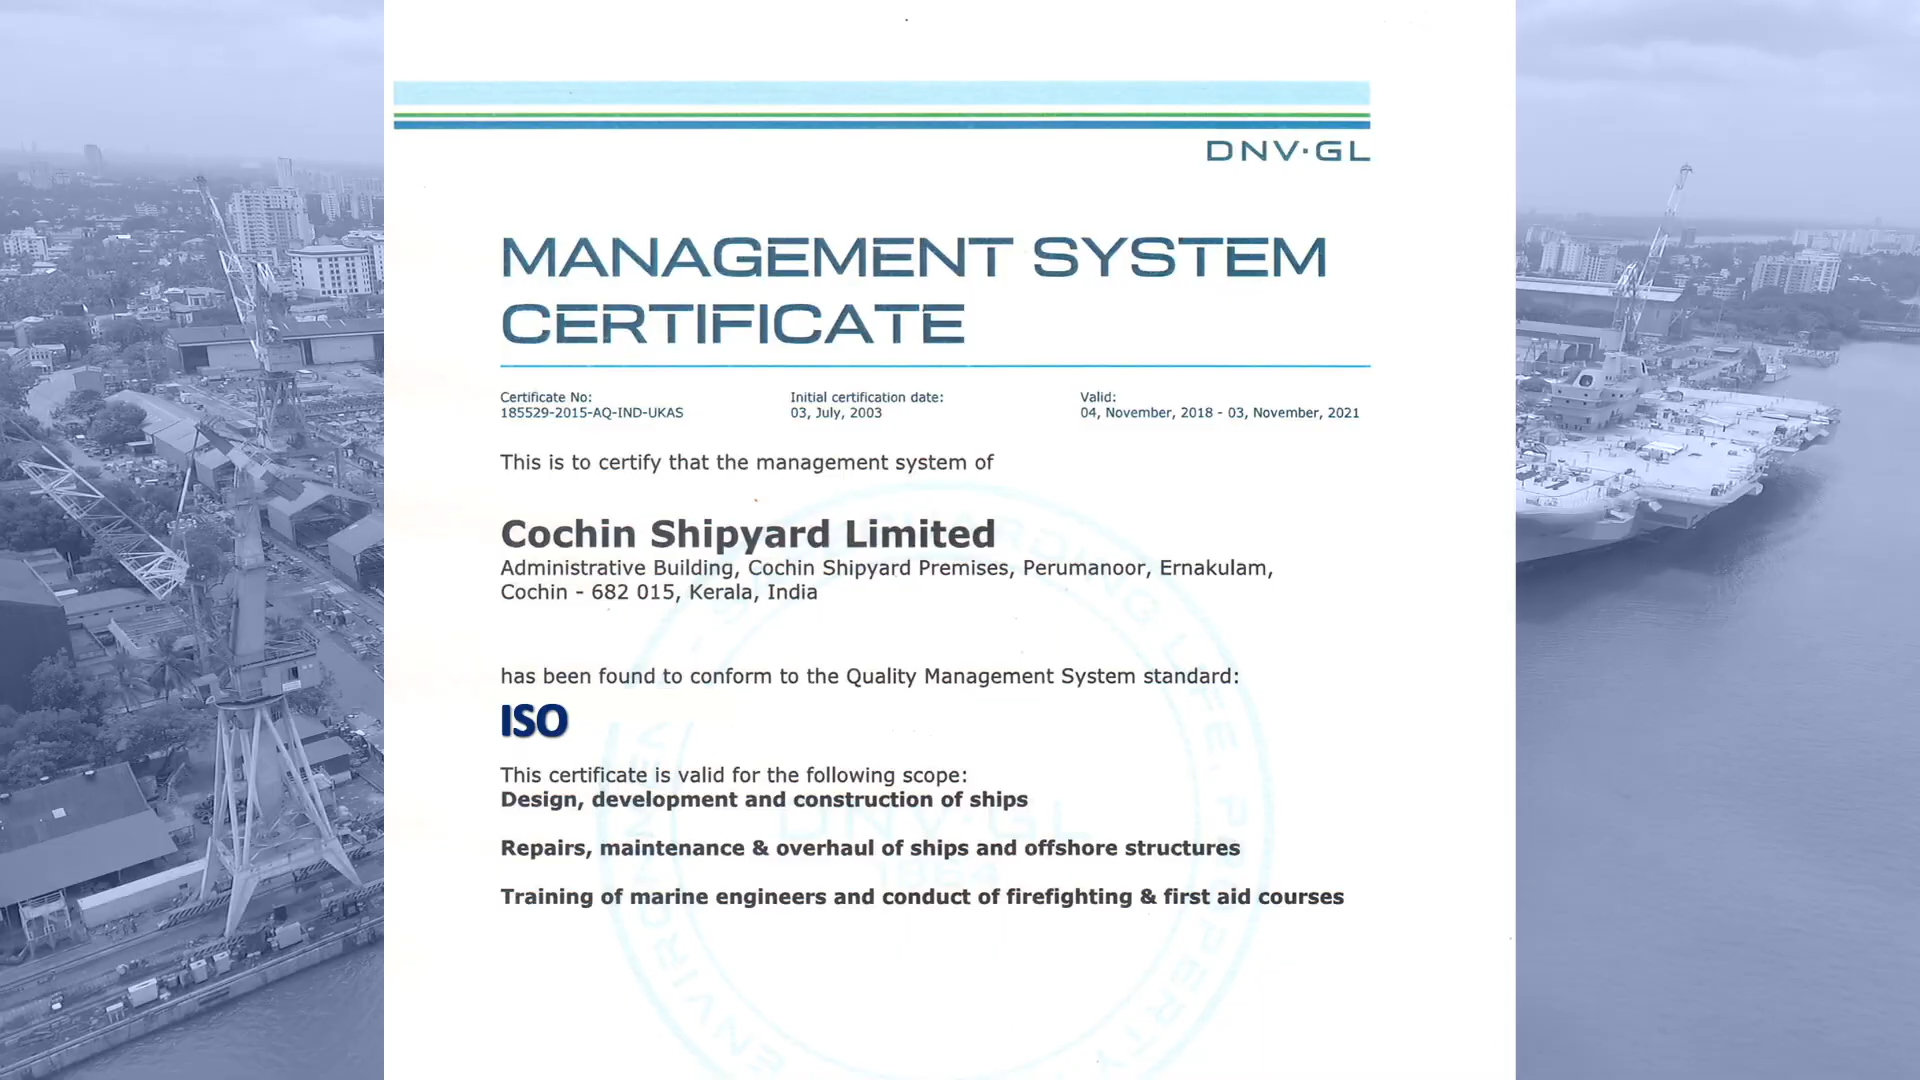 DNV·GL
MANAGEMENT SYSTEM
CERTIFICATE
Certificate No:
185529-2015-AQ-IND-UKAS
Initial certification date:
03, July, 2003
Valid:
04, November, 2018 - 03, November, 2021
This is to certify that the management system of
Cochin Shipyard Limited
Administrative Building, Cochin Shipyard Premises, Perumanoor, Ernakulam,
Cochin - 682 015, Kerala, India
has been found to conform to the Quality Management System standard:
ISO
This certificate is valid for the following scope:
Design, development and construction of ships
DNV·GL
Repairs, maintenance & overhaul of ships and offshore structures
1864
Training of marine engineers and conduct of firefighting & first aid courses